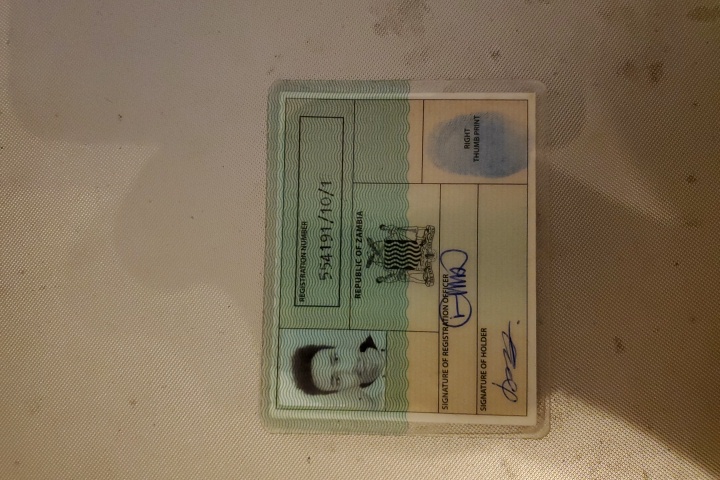 REGISTRATION NUMBER
554191/10/1
REPUBLIC OF ZAMBIA
SIGNATURE OF REGISTRATION OFFICER
SIGNATURE OF HOLDER
RIGHT
THUMB PRINT